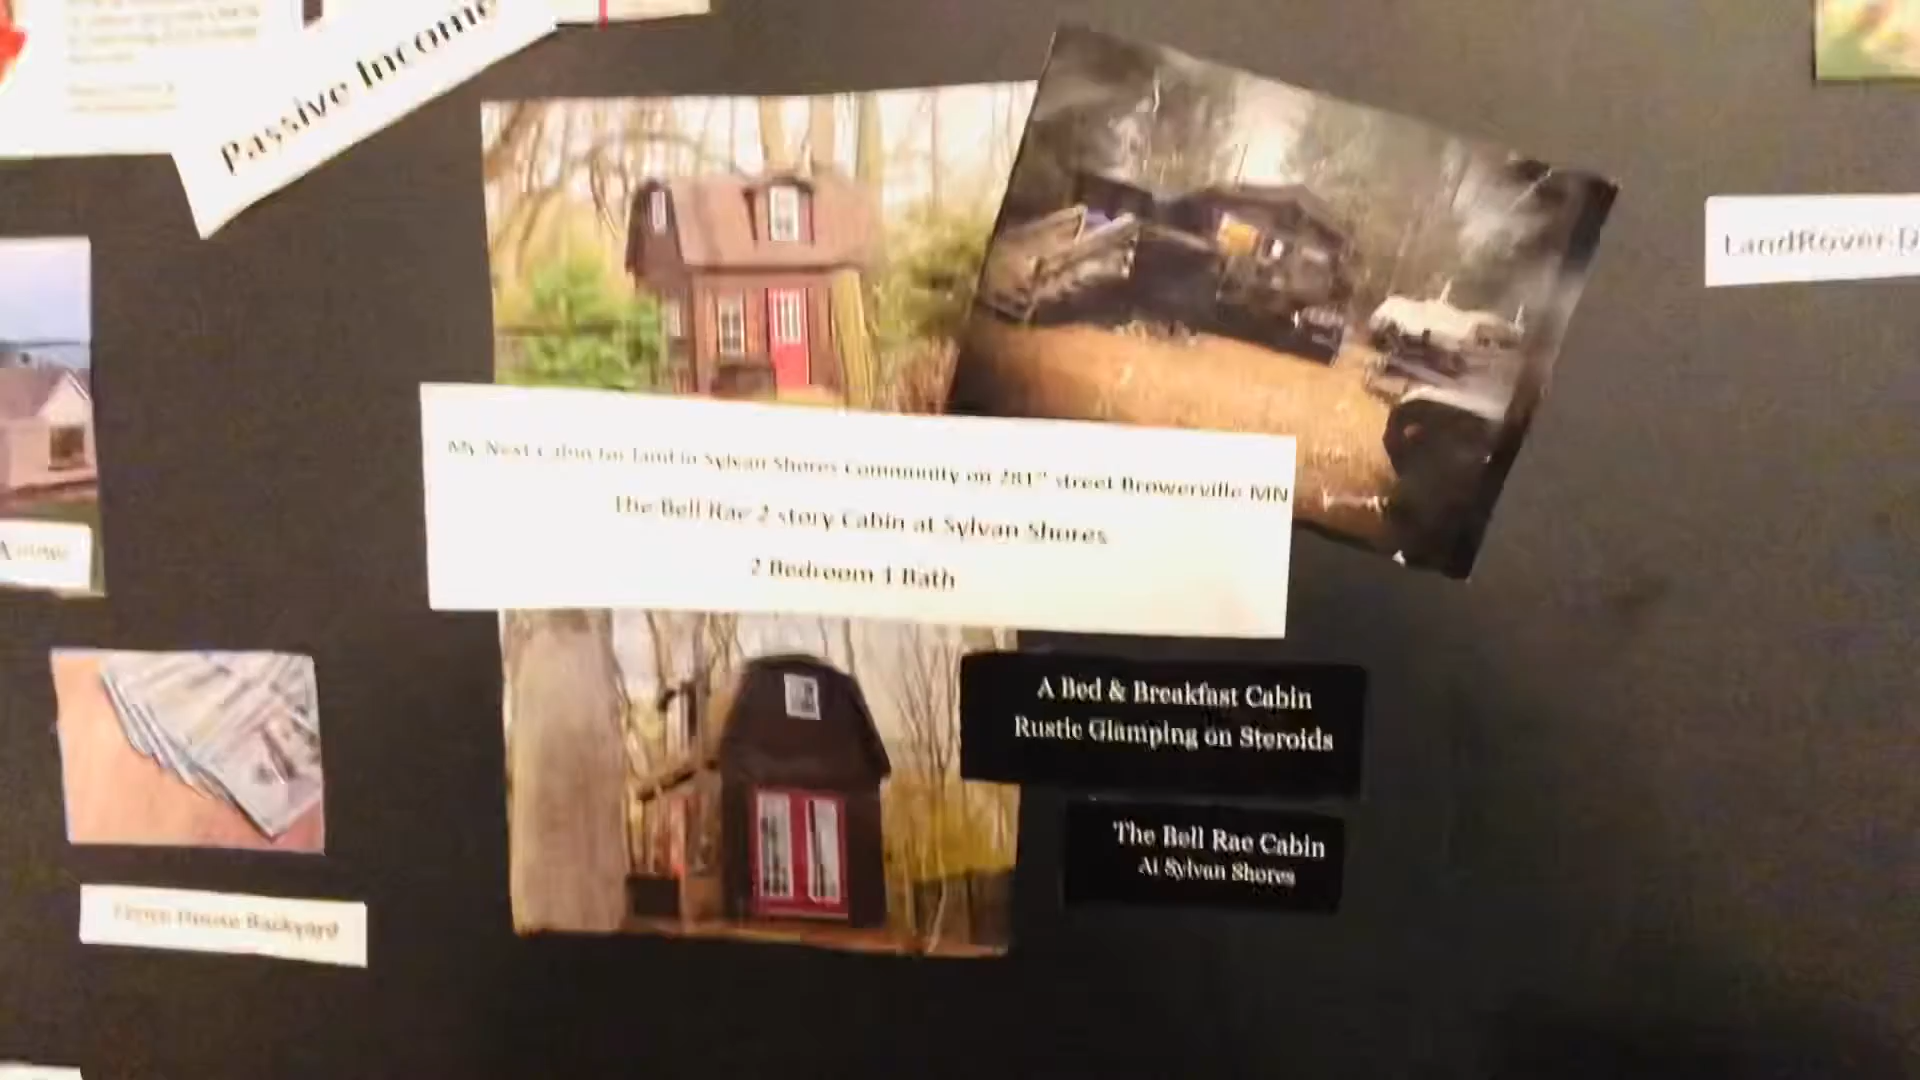 Passive Income
LandRover
My Next Cabin for land in Sylvan Shores Community on 281st street Browerville MN
The Bell Rae 2 story Cabin at Sylvan Shores
2 Bedroom 1 Bath
A Bed & Breakfast Cabin
Rustic Glamping on Steroids
The Bell Rae Cabin
At Sylvan Shores
House Backyard